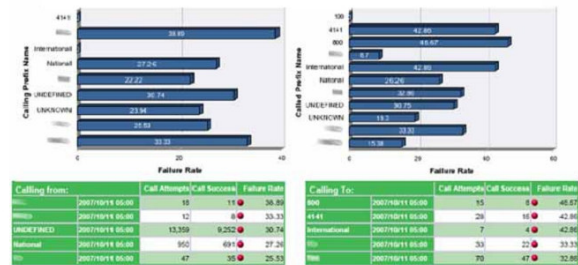 4141
38.89
International
National
27.26
22.22
UNDEFINED
30.74
UNKNOWN
23.94
25.53
33.33
0
20
40
Calling Prefix Name
Failure Rate
100
4141
42.86
800
46.67
6.7
International
42.86
National
26.26
32.86
UNDEFINED
30.75
UNKNOWN
19.2
33.33
15.38
0
20
40
60
Called Prefix Name
Failure Rate
Calling from: Call Attempts Call Success Failure Rate
2007/10/11 05:00 18 11 38.89
2007/10/11 05:00 12 8 33.33
UNDEFINED 2007/10/11 05:00 13,359 9,252 30.74
National 2007/10/11 05:00 950 691 27.26
2007/10/11 05:00 47 35 25.53
Calling To: Call Attempts Call Success Failure Rate
800 2007/10/11 05:00 15 8 46.67
4141 2007/10/11 05:00 28 16 42.86
International 2007/10/11 05:00 7 4 42.86
2007/10/11 05:00 33 22 33.33
2007/10/11 05:00 70 47 32.86